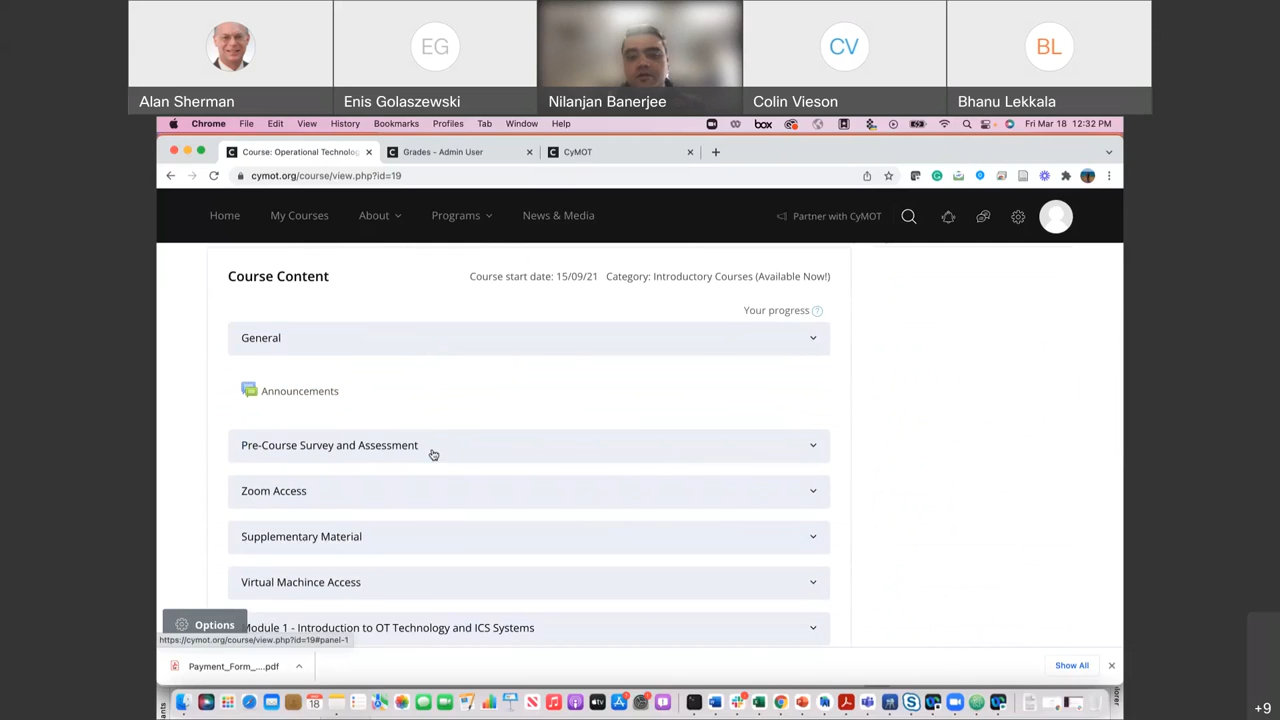 EG
CV
BL
Alan Sherman
Enis Golaszewski
Nilanjan Banerjee
Colin Vieson
Bhanu Lekkala
Chrome File Edit View History Bookmarks Profiles Tab Window Help box Fri Mar 18 12:32 PM
Course: Operational Technolog
Grades - Admin User
CyMOT
cymot.org/course/view.php?id=19
Home
My Courses
About
Programs
News & Media
Partner with CyMOT
Course Content
Course start date: 15/09/21 Category: Introductory Courses (Available Now!)
Your progress
General
Announcements
Pre-Course Survey and Assessment
Zoom Access
Supplementary Material
Virtual Machince Access
Options
Module 1 - Introduction to OT Technology and ICS Systems
https://cymot.org/course/view.php?id=19#panel-1
Payment_Form_....pdf
Show All
18
+9